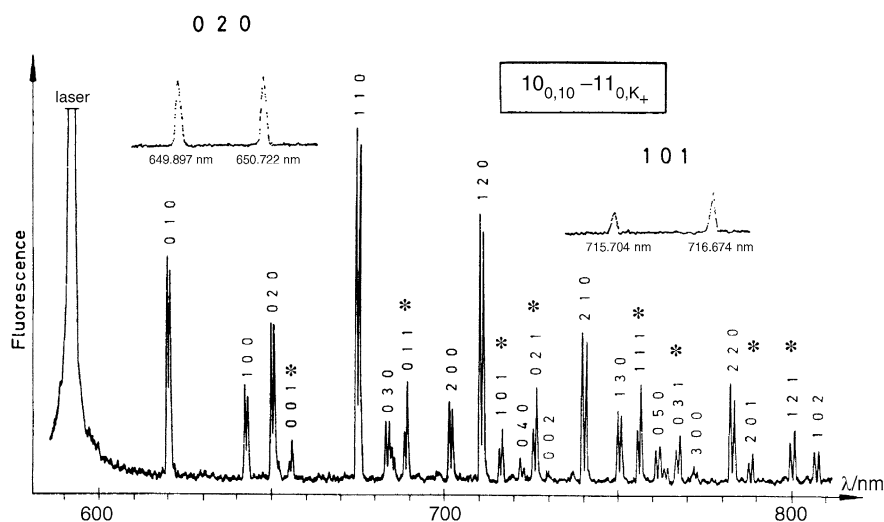 0 2 0
laser
649.897 nm 650.722 nm
10₀,₁₀ –11₀,K₊
1 0 1
715.704 nm 716.674 nm
Fluorescence
0 1 0
1 0 0
0 2 0
0 0 1 *
1 1 0
0 3 0
0 1 1 *
2 0 0
1 2 0
1 0 1 *
0 4 0
0 2 1 *
0 0 2
2 1 0
1 3 0
1 1 1 *
0 5 0
0 3 1 *
3 0 0
2 2 0
2 0 1 *
1 2 1 *
1 0 2
600 700 800 λ/nm